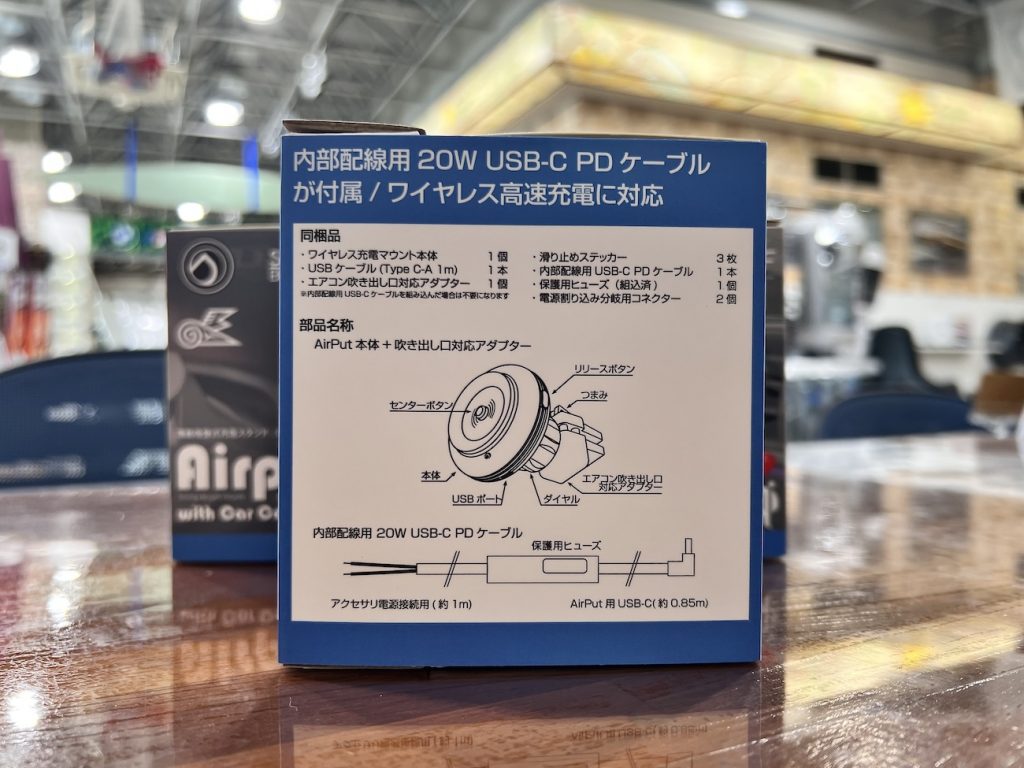 内部配線用 20W USB-C PD ケーブル
が付属 / ワイヤレス高速充電に対応
同梱品
・ワイヤレス充電マウント本体 1個
・USB ケーブル (Type C-A 1m) 1本
・エアコン吹き出し口対応アダプター 1個
※内部配線用 USB-C ケーブルを組み込んだ場合は不要になります
・滑り止めステッカー 3枚
・内部配線用 USB-C PD ケーブル 1本
・保護用ヒューズ（組込済） 1個
・電源割り込み分岐用コネクター 2個
部品名称
AirPut 本体 + 吹き出し口対応アダプター
リリースボタン
つまみ
センターボタン
本体
USB ポート
ダイヤル
エアコン吹き出し口
対応アダプター
内部配線用 20W USB-C PD ケーブル
保護用ヒューズ
アクセサリ電源接続用 ( 約 1m)
AirPut 用 USB-C( 約 0.85m)
Airp
with Car C